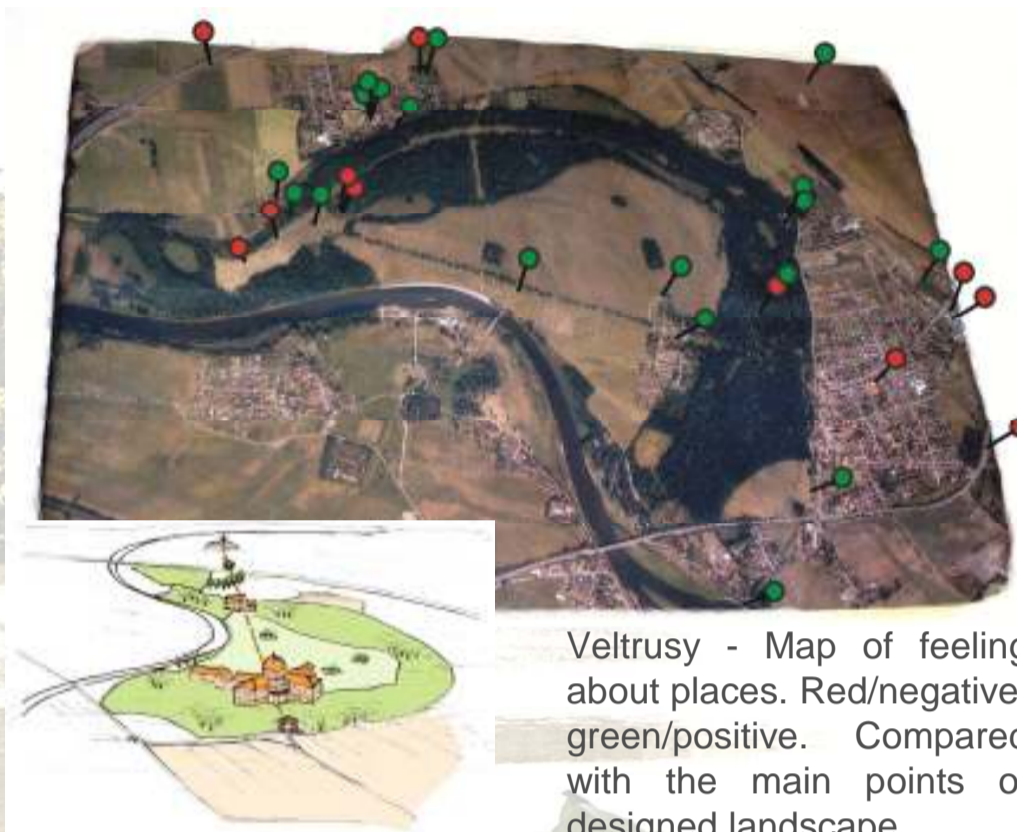 Veltrusy - Map of feeling
about places. Red/negative
green/positive. Compared
with the main points o
designed landscape